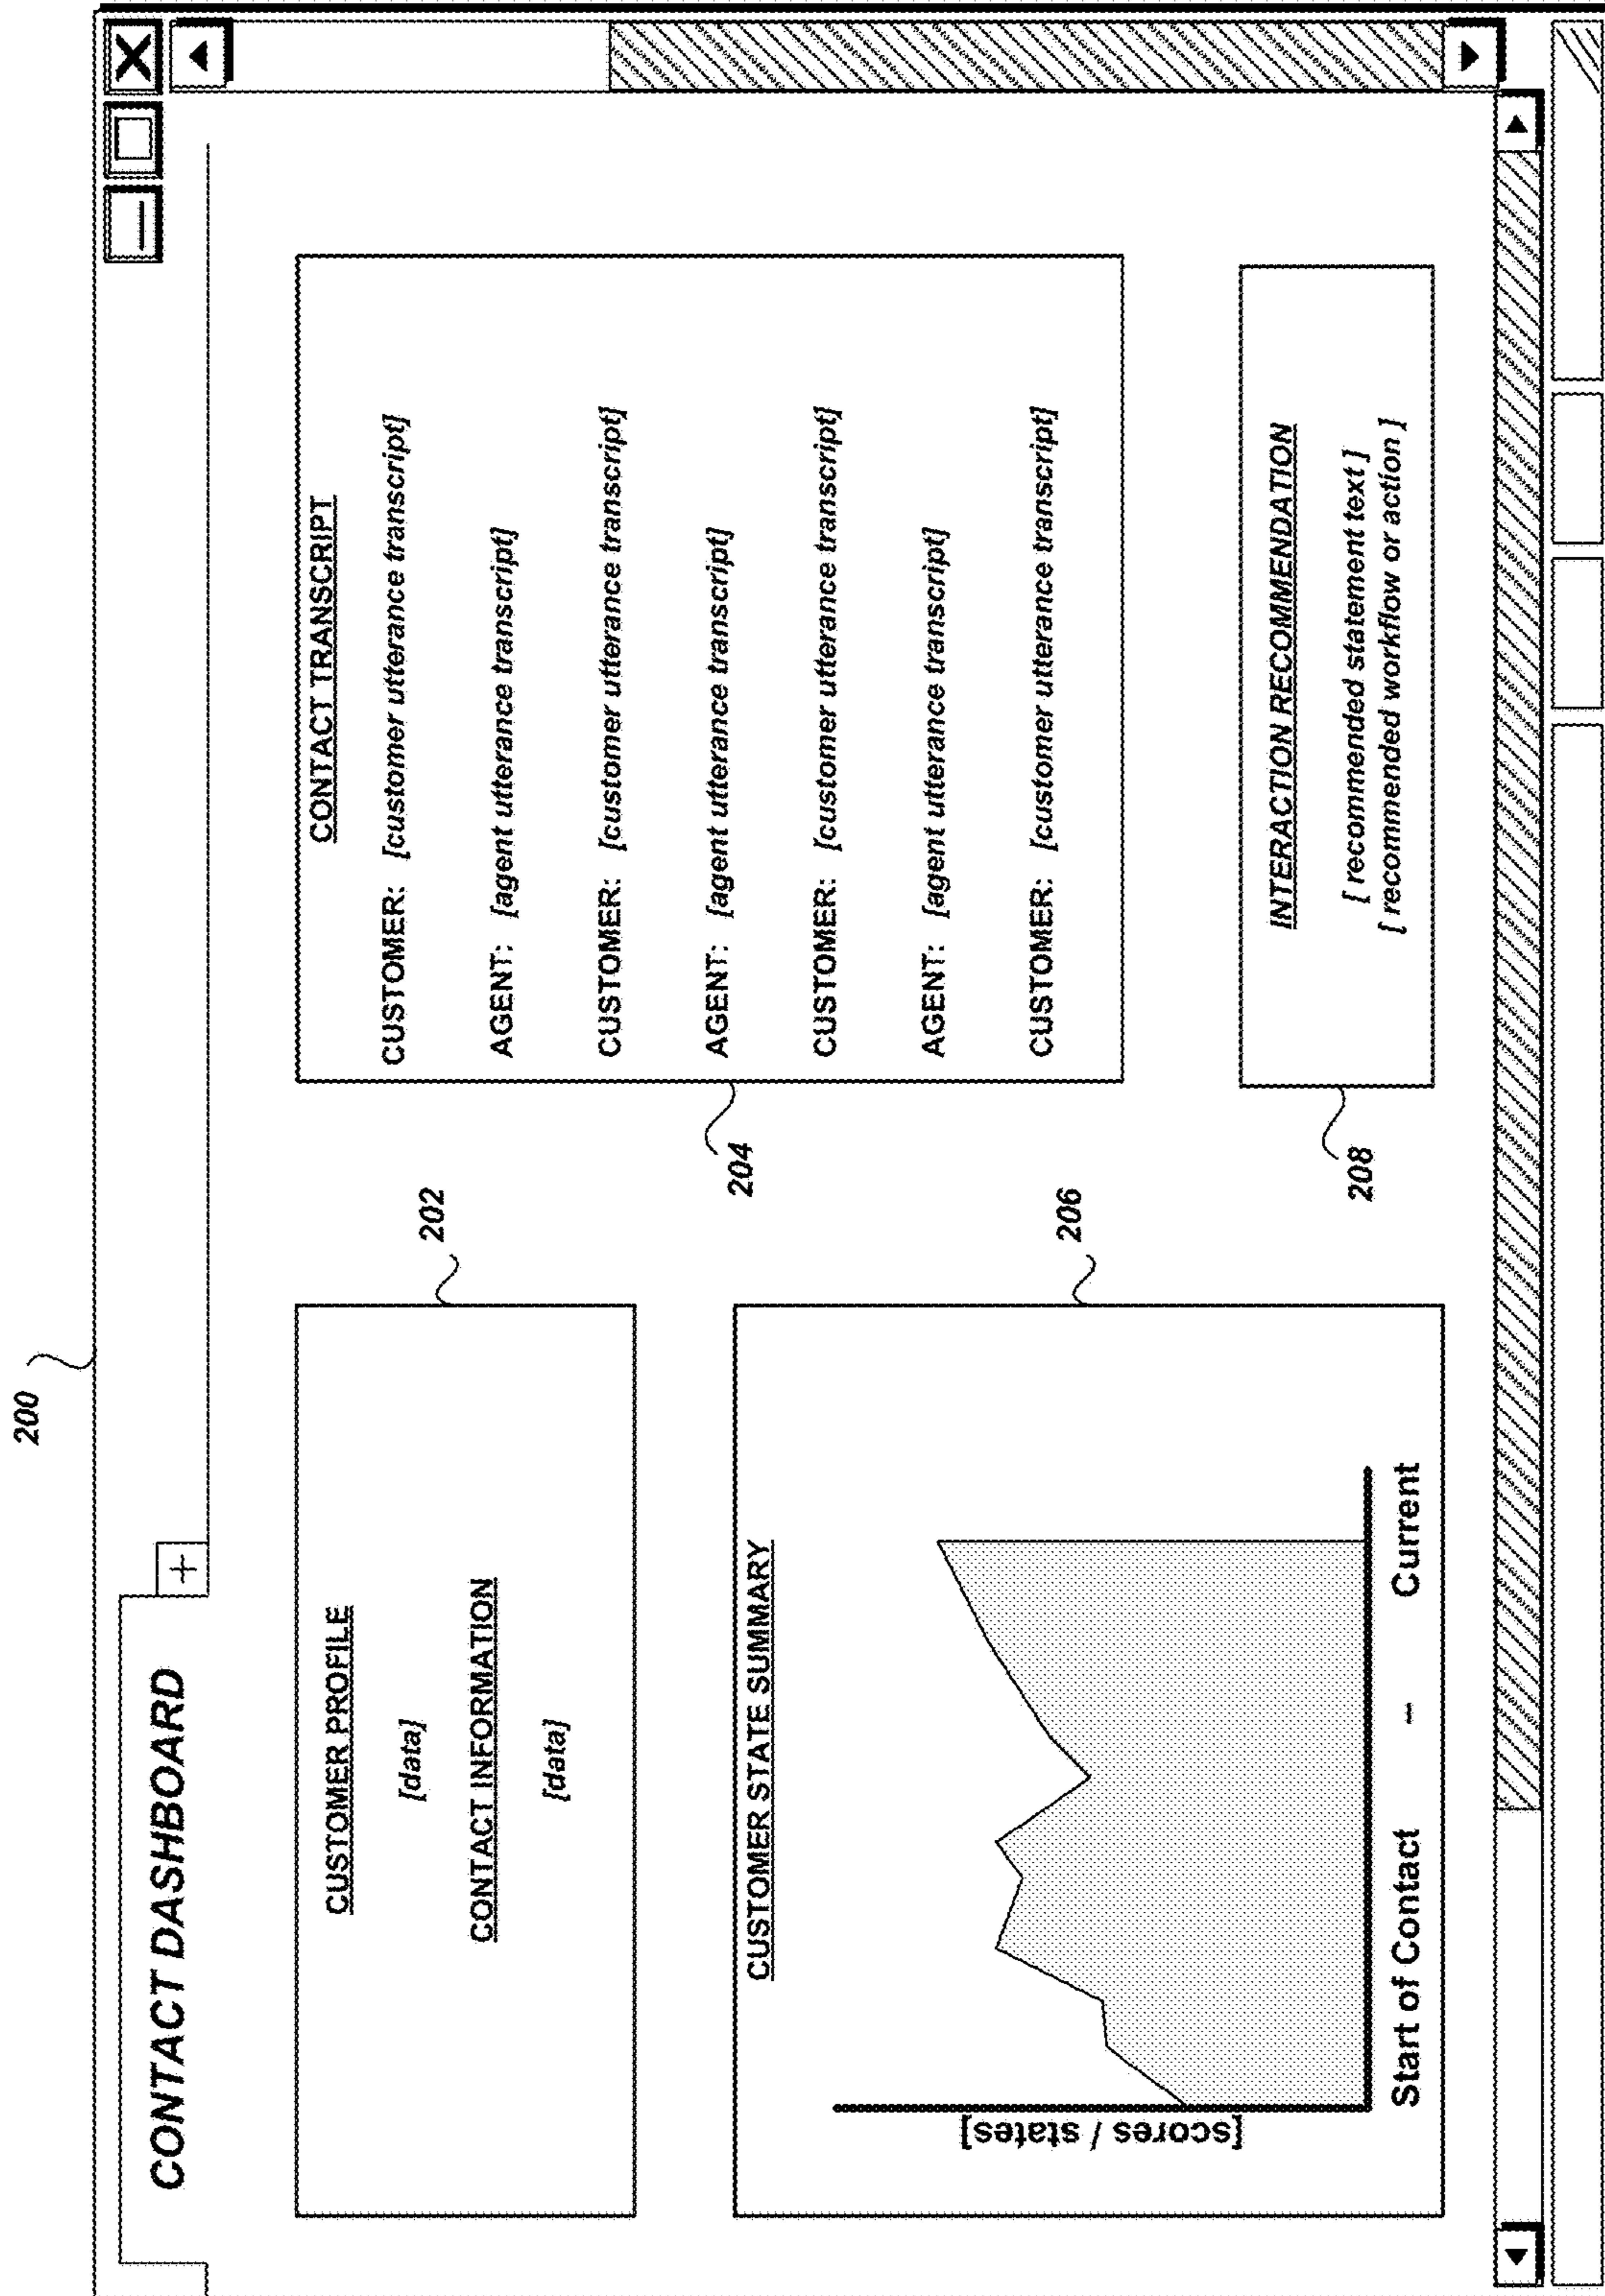 200
CONTACT DASHBOARD
+
CUSTOMER PROFILE
[data]
CONTACT INFORMATION
[data]
202
CONTACT TRANSCRIPT
CUSTOMER: [customer utterance transcript]
AGENT: [agent utterance transcript]
CUSTOMER: [customer utterance transcript]
AGENT: [agent utterance transcript]
CUSTOMER: [customer utterance transcript]
AGENT: [agent utterance transcript]
CUSTOMER: [customer utterance transcript]
204
CUSTOMER STATE SUMMARY
[scores / states]
Start of Contact – Current
206
INTERACTION RECOMMENDATION
[ recommended statement text ]
[ recommended workflow or action ]
208